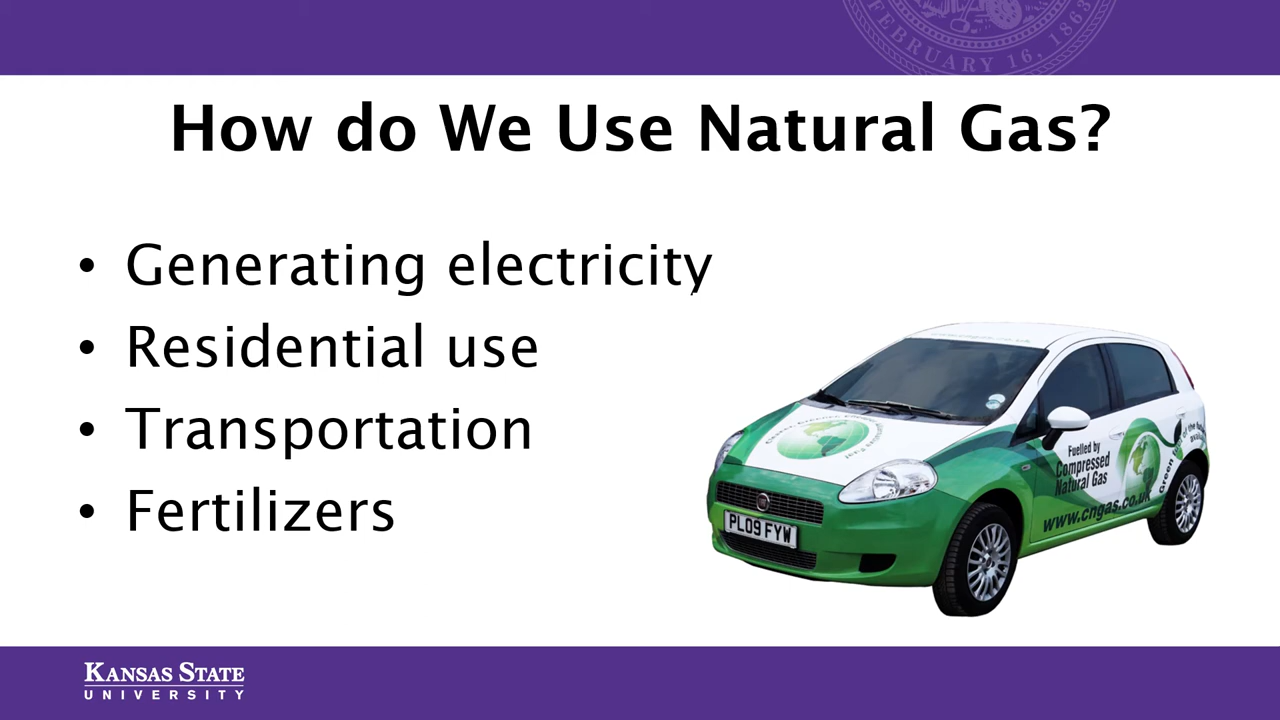 FEBRUARY 16, 1863
How do We Use Natural Gas?
• Generating electricity
• Residential use
• Transportation
• Fertilizers
Fuelled by
Compressed
Natural Gas
www.cngas.co.uk
Green
PL09 FYW
KANSAS STATE
UNIVERSITY